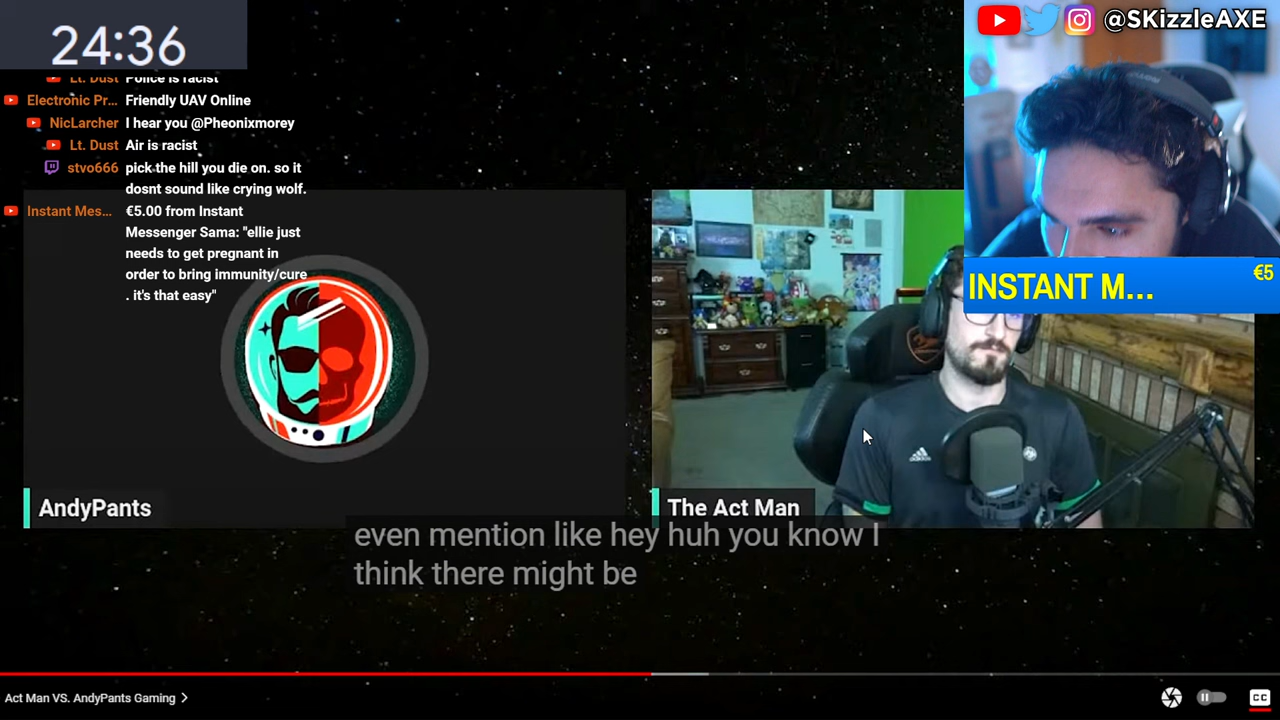 24:36
@SKizzleAXE
Lt. Dust Police is racist
Electronic Pr... Friendly UAV Online
NicLarcher I hear you @Pheonixmorey
Lt. Dust Air is racist
stvo666 pick the hill you die on. so it
dosnt sound like crying wolf.
Instant Mes... €5.00 from Instant
Messenger Sama: "ellie just
needs to get pregnant in
order to bring immunity/cure
. it's that easy"
INSTANT M... €5
AndyPants
The Act Man
even mention like hey huh you know I
think there might be
Act Man VS. AndyPants Gaming
CC